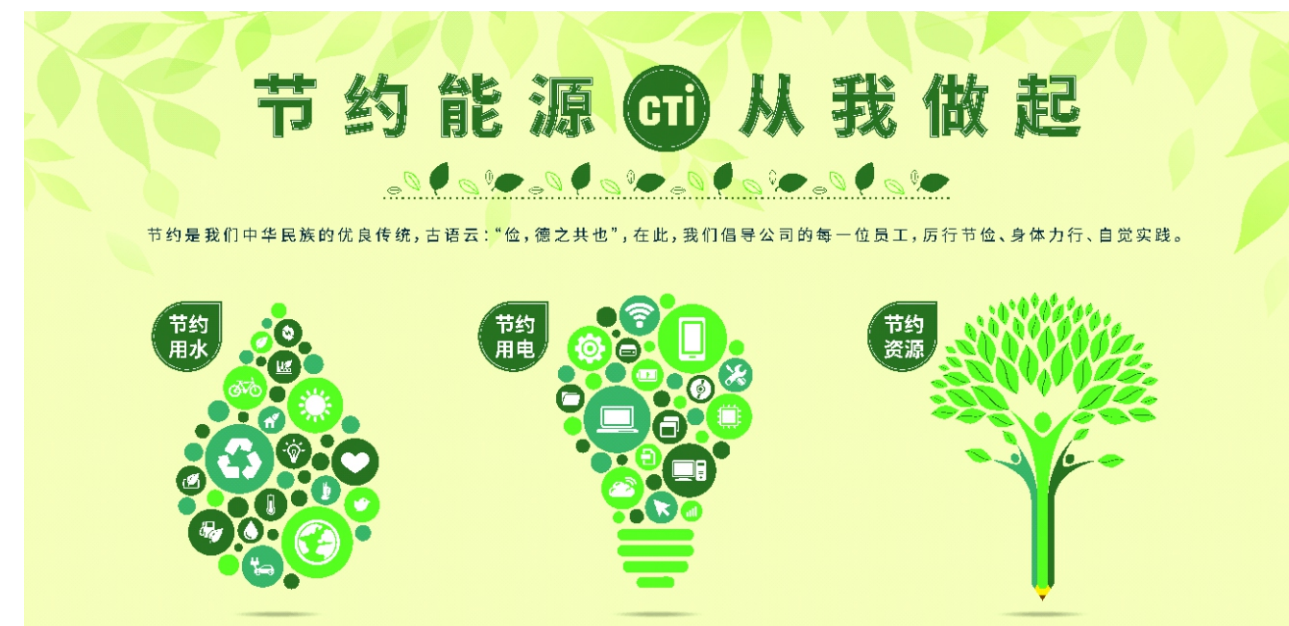 节约能源 CTi 从我做起
节约是我们中华民族的优良传统,古语云:“俭,德之共也”,在此,我们倡导公司的每一位员工,厉行节俭、身体力行、自觉实践。
节约
用水
节约
用电
节约
资源